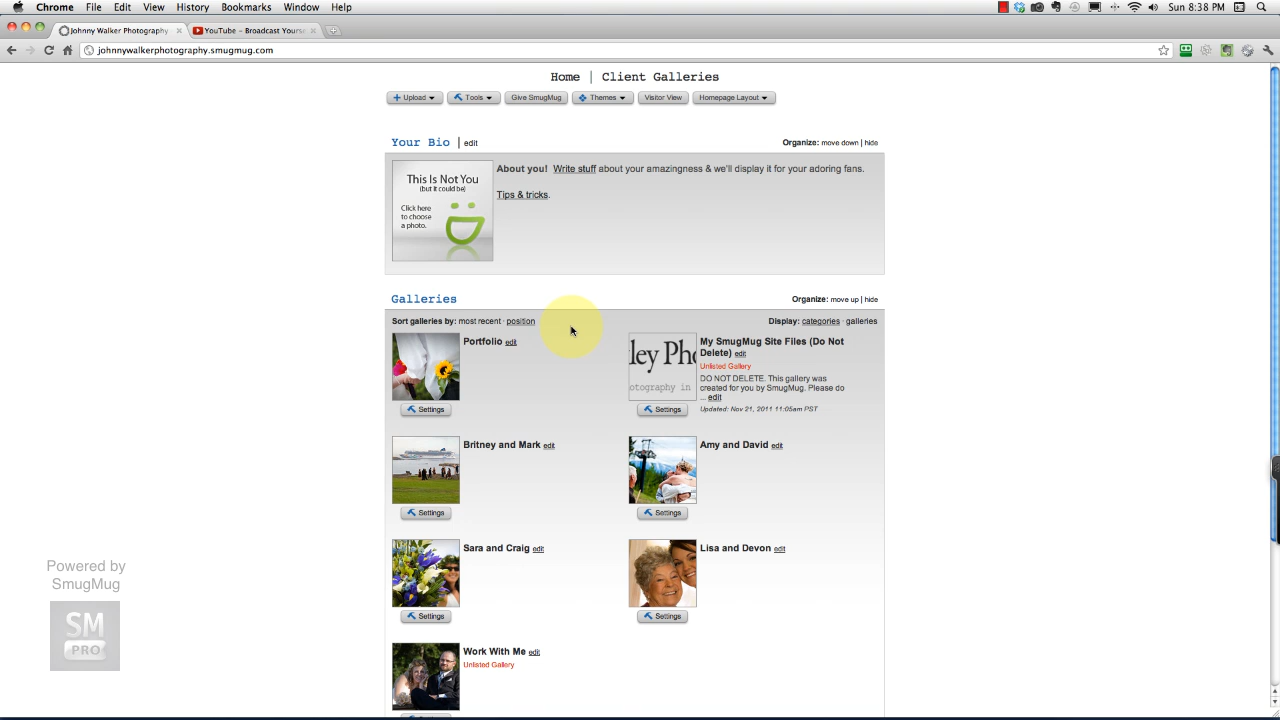 Chrome File Edit View History Bookmarks Window Help
Sun 8:38 PM
Johnny Walker Photography
YouTube - Broadcast Yourse
johnnywalkerphotography.smugmug.com
Home | Client Galleries
Upload Tools Give SmugMug Themes Visitor View Homepage Layout
Your Bio | edit
Organize: move down | hide
This Is Not You
(but it could be)
Click here
to choose
a photo.
About you! Write stuff about your amazingness & we'll display it for your adoring fans.
Tips & tricks.
Galleries
Organize: move up | hide
Sort galleries by: most recent · position
Display: categories · galleries
Portfolio edit
Settings
ley Pho
otography in
My SmugMug Site Files (Do Not
Delete) edit
Unlisted Gallery
DO NOT DELETE. This gallery was
created for you by SmugMug. Please do
... edit
Updated: Nov 21, 2011 11:05am PST
Settings
Britney and Mark edit
Settings
Amy and David edit
Settings
Sara and Craig edit
Settings
Lisa and Devon edit
Settings
Work With Me edit
Unlisted Gallery
Powered by
SmugMug
SM
PRO